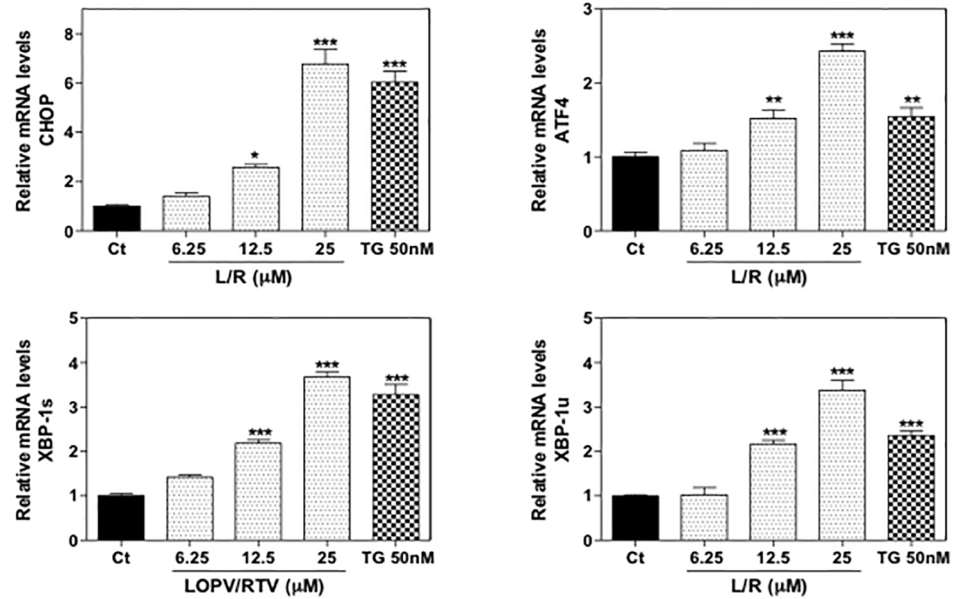 Relative mRNA levels
CHOP
8
6
4
2
0
*
***
***
Ct
6.25
12.5
25
TG 50nM
L/R (μM)
Relative mRNA levels
ATF4
3
2
1
0
**
***
**
Ct
6.25
12.5
25
TG 50nM
L/R (μM)
Relative mRNA levels
XBP-1s
5
4
3
2
1
0
***
***
***
Ct
6.25
12.5
25
TG 50nM
LOPV/RTV (μM)
Relative mRNA levels
XBP-1u
5
4
3
2
1
0
***
***
***
Ct
6.25
12.5
25
TG 50nM
L/R (μM)